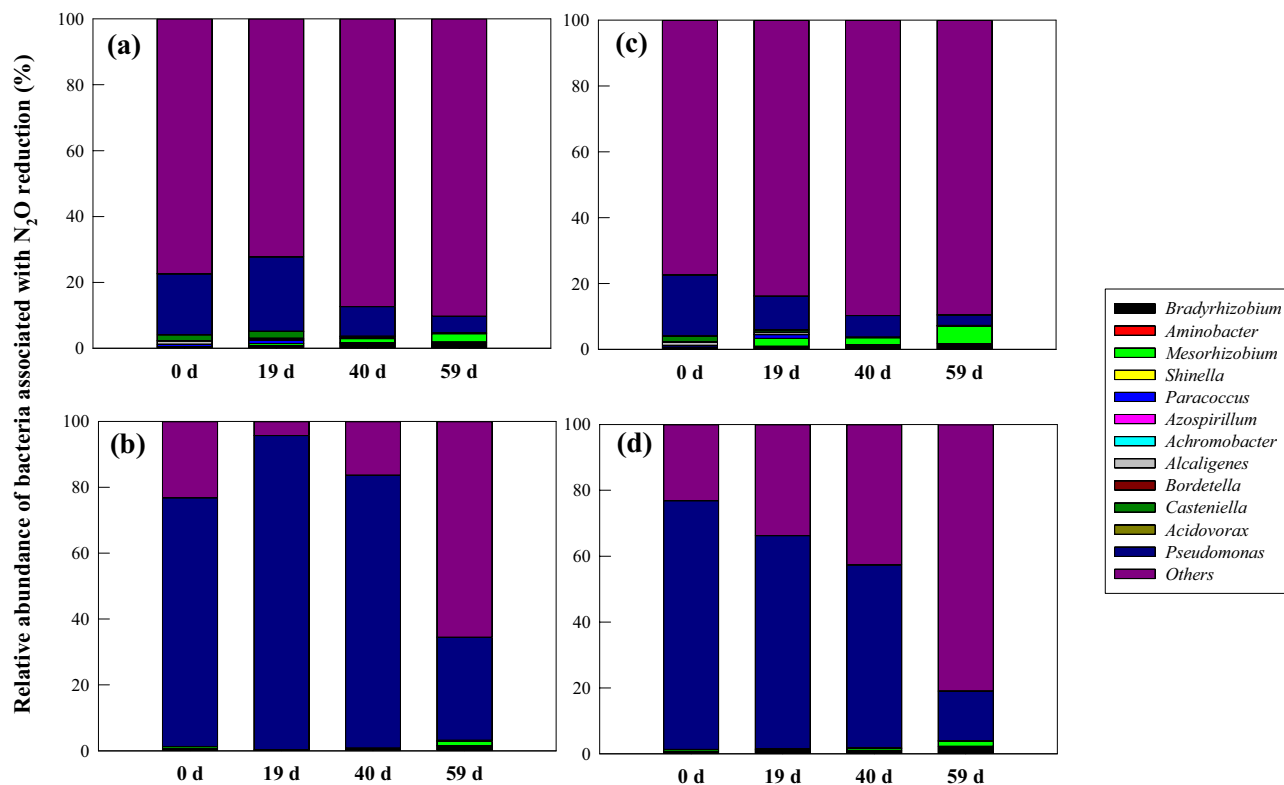 Relative abundance of bacteria associated with N₂O reduction (%)
(a)
100
80
60
40
20
0
0 d 19 d 40 d 59 d
(c)
100
80
60
40
20
0
0 d 19 d 40 d 59 d
(b)
100
80
60
40
20
0
0 d 19 d 40 d 59 d
(d)
100
80
60
40
20
0
0 d 19 d 40 d 59 d
Bradyrhizobium
Aminobacter
Mesorhizobium
Shinella
Paracoccus
Azospirillum
Achromobacter
Alcaligenes
Bordetella
Casteniella
Acidovorax
Pseudomonas
Others